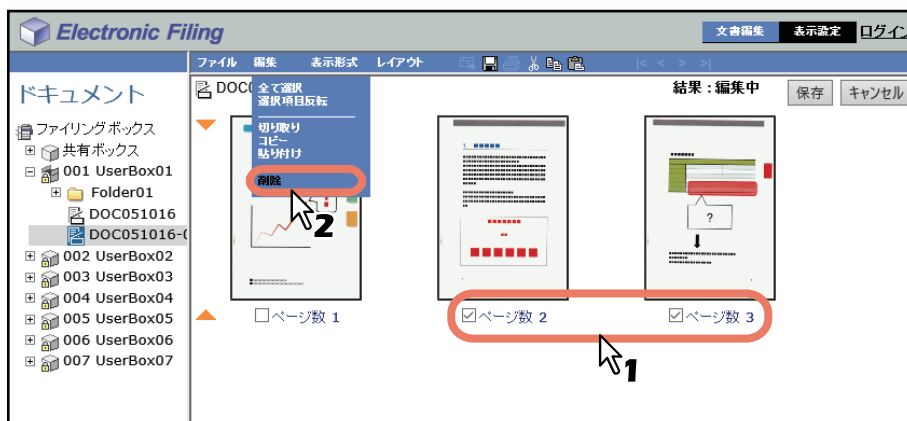 Electronic Filing
文書編集 表示設定 ログイン
ファイル 編集 表示形式 レイアウト |< < > >|
ドキュメント
ファイリングボックス
共有ボックス
001 UserBox01
Folder01
DOC051016
DOC051016-
002 UserBox02
003 UserBox03
004 UserBox04
005 UserBox05
006 UserBox06
007 UserBox07
DOC
結果:編集中
保存 キャンセル
全て選択
選択項目反転
切り取り
コピー
貼り付け
削除
2
1.
?
ページ数 1
ページ数 2
ページ数 3
1